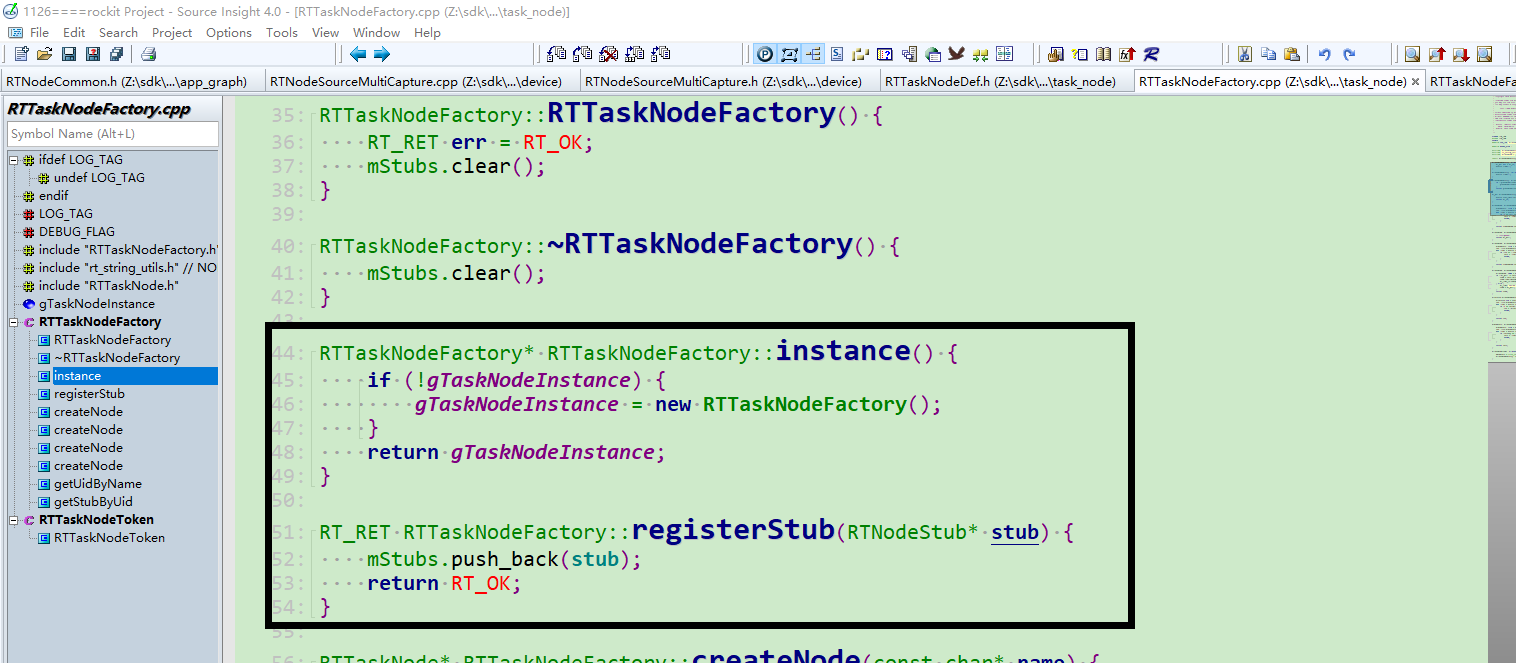 1126====rockit Project - Source Insight 4.0 - [RTTaskNodeFactory.cpp (Z:\sdk\...\task_node)]
File Edit Search Project Options Tools View Window Help
RTNodeCommon.h (Z:\sdk\...\app_graph) RTNodeSourceMultiCapture.cpp (Z:\sdk\...\device) RTNodeSourceMultiCapture.h (Z:\sdk\...\device) RTTaskNodeDef.h (Z:\sdk\...\task_node) RTTaskNodeFactory.cpp (Z:\sdk\...\task_node) RTTaskNodeFa
RTTaskNodeFactory.cpp
Symbol Name (Alt+L)
ifdef LOG_TAG
undef LOG_TAG
endif
LOG_TAG
DEBUG_FLAG
include "RTTaskNodeFactory.h"
include "rt_string_utils.h" // NO
include "RTTaskNode.h"
gTaskNodeInstance
RTTaskNodeFactory
RTTaskNodeFactory
~RTTaskNodeFactory
instance
registerStub
createNode
createNode
createNode
createNode
getUidByName
getStubByUid
RTTaskNodeToken
RTTaskNodeToken
35: RTTaskNodeFactory::RTTaskNodeFactory() {
36:     RT_RET err = RT_OK;
37:     mStubs.clear();
38: }
39:
40: RTTaskNodeFactory::~RTTaskNodeFactory() {
41:     mStubs.clear();
42: }
43:
44: RTTaskNodeFactory* RTTaskNodeFactory::instance() {
45:     if (!gTaskNodeInstance) {
46:         gTaskNodeInstance = new RTTaskNodeFactory();
47:     }
48:     return gTaskNodeInstance;
49: }
50:
51: RT_RET RTTaskNodeFactory::registerStub(RTNodeStub* stub) {
52:     mStubs.push_back(stub);
53:     return RT_OK;
54: }
55:
56: RTTaskNode* RTTaskNodeFactory::createNode(const char* name) {